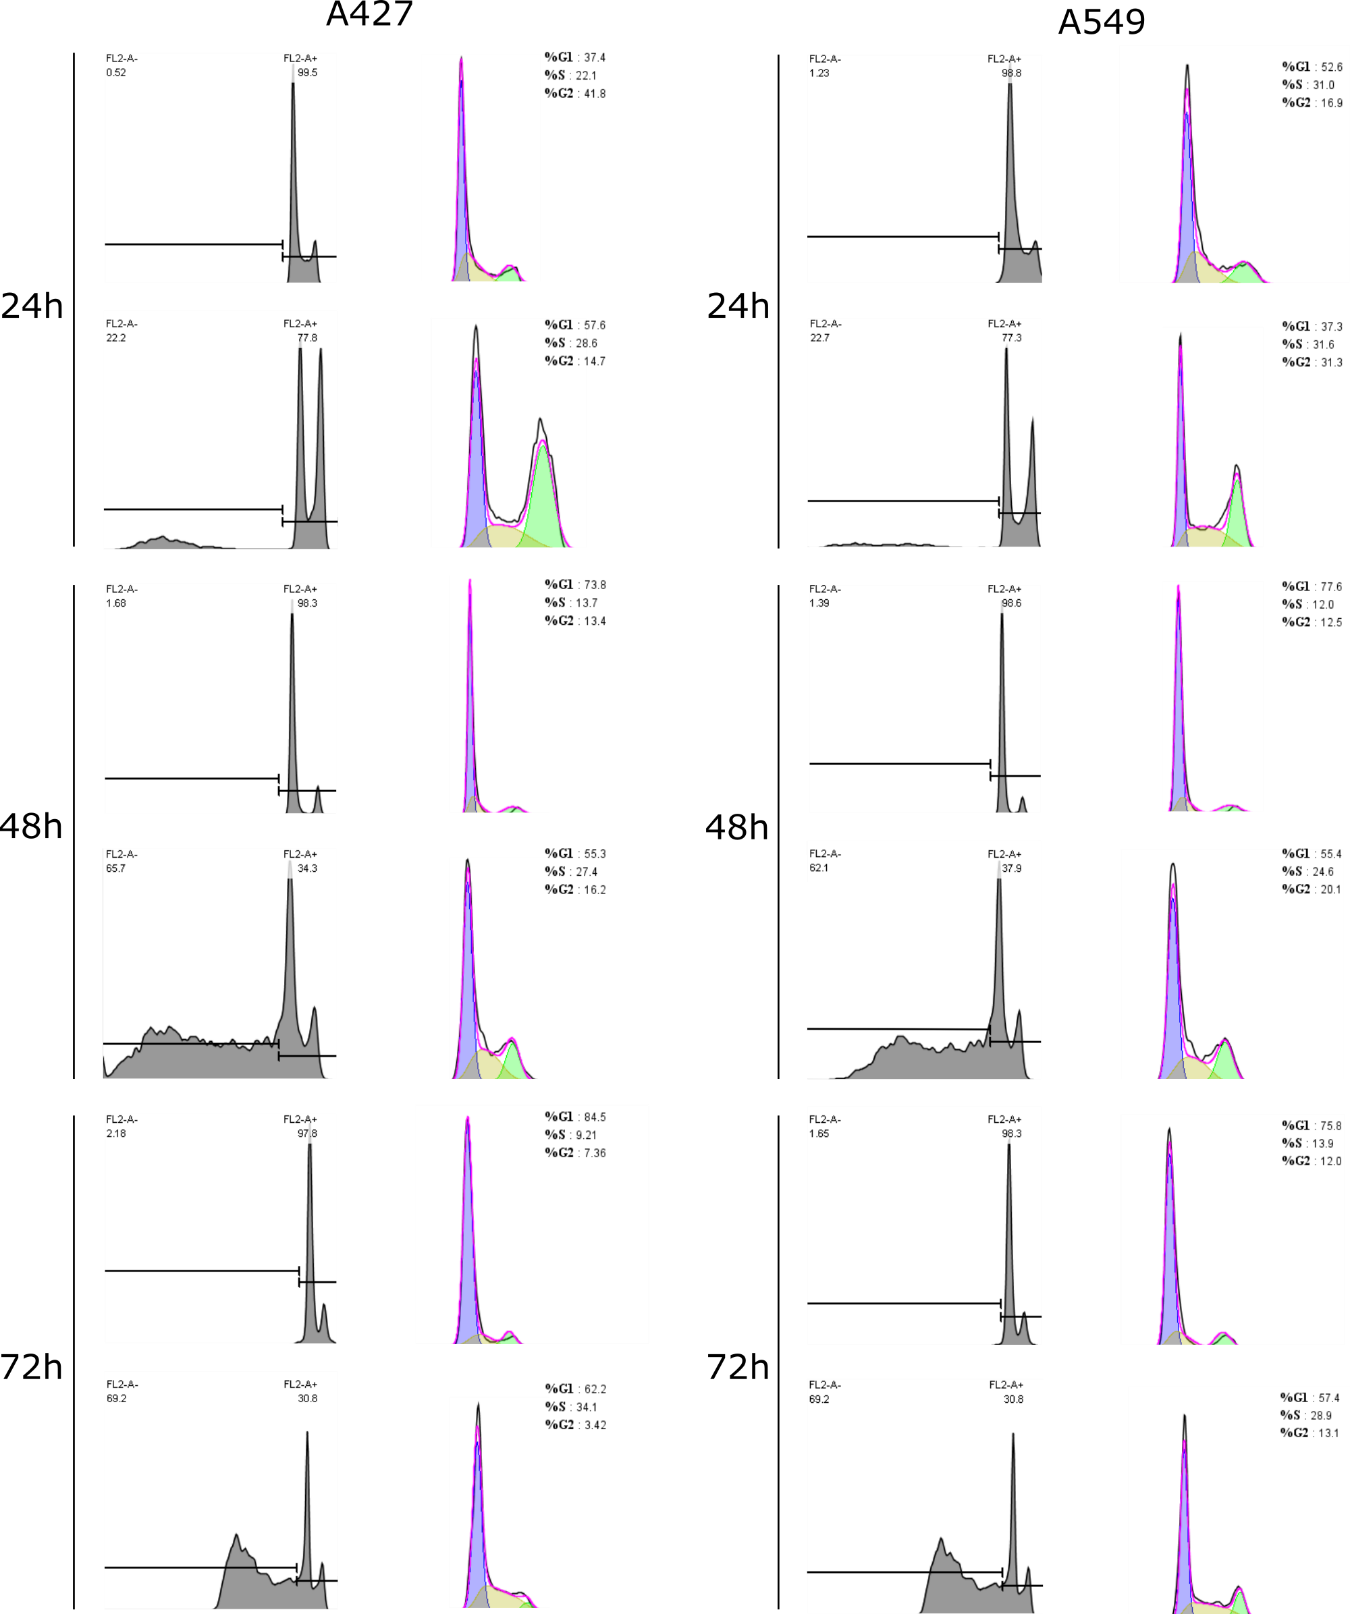 A427
A549
FL2-A-
0.52
FL2-A+
99.5
%G1 : 37.4
%S : 22.1
%G2 : 41.8
FL2-A-
1.23
FL2-A+
98.8
%G1 : 52.6
%S : 31.0
%G2 : 16.9
24h
24h
FL2-A-
22.2
FL2-A+
77.8
%G1 : 57.6
%S : 28.6
%G2 : 14.7
FL2-A-
22.7
FL2-A+
77.3
%G1 : 37.3
%S : 31.6
%G2 : 31.3
FL2-A-
1.68
FL2-A+
98.3
%G1 : 73.8
%S : 13.7
%G2 : 13.4
FL2-A-
1.39
FL2-A+
98.6
%G1 : 77.6
%S : 12.0
%G2 : 12.5
48h
48h
FL2-A-
65.7
FL2-A+
34.3
%G1 : 55.3
%S : 27.4
%G2 : 16.2
FL2-A-
62.1
FL2-A+
37.9
%G1 : 55.4
%S : 24.6
%G2 : 20.1
FL2-A-
2.18
FL2-A+
97.8
%G1 : 84.5
%S : 9.21
%G2 : 7.36
FL2-A-
1.65
FL2-A+
98.3
%G1 : 75.8
%S : 13.9
%G2 : 12.0
72h
72h
FL2-A-
69.2
FL2-A+
30.8
%G1 : 62.2
%S : 34.1
%G2 : 3.42
FL2-A-
69.2
FL2-A+
30.8
%G1 : 57.4
%S : 28.9
%G2 : 13.1